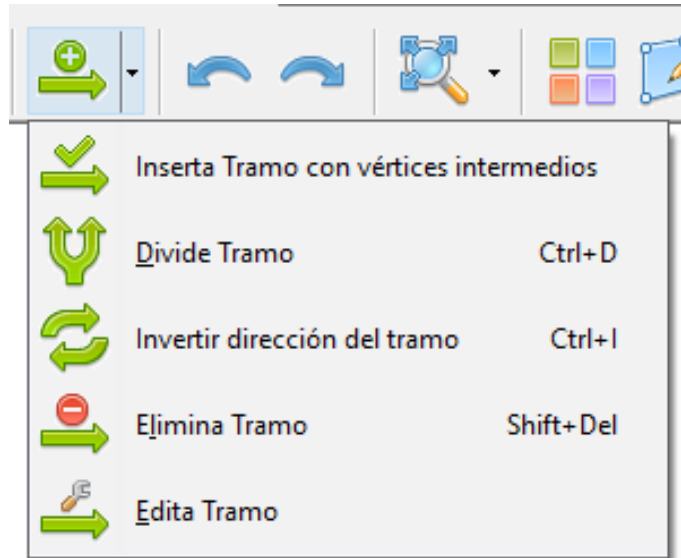 Inserta Tramo con vértices intermedios
Divide Tramo Ctrl+D
Invertir dirección del tramo Ctrl+I
Elimina Tramo Shift+Del
Edita Tramo